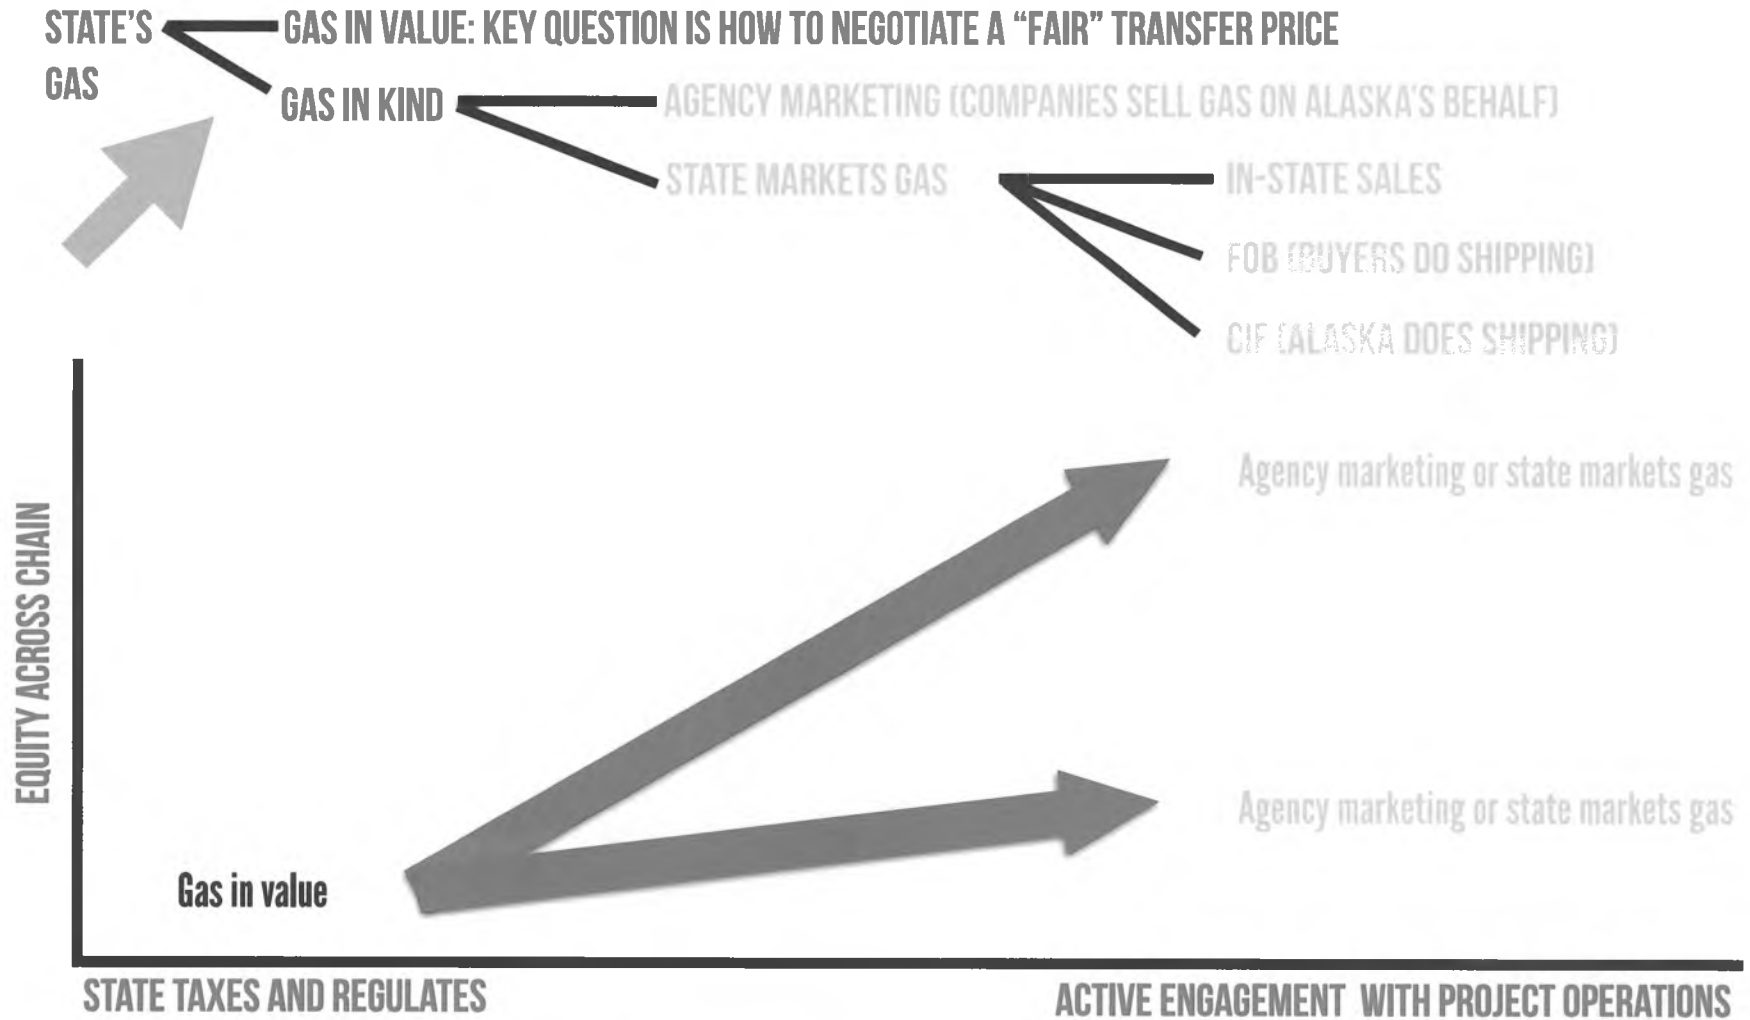 STATE'S
GAS
GAS IN VALUE: KEY QUESTION IS HOW TO NEGOTIATE A “FAIR” TRANSFER PRICE
GAS IN KIND
AGENCY MARKETING (COMPANIES SELL GAS ON ALASKA'S BEHALF)
STATE MARKETS GAS
IN-STATE SALES
FOB (BUYERS DO SHIPPING)
CIF (ALASKA DOES SHIPPING)
EQUITY ACROSS CHAIN
Agency marketing or state markets gas
Agency marketing or state markets gas
Gas in value
STATE TAXES AND REGULATES
ACTIVE ENGAGEMENT WITH PROJECT OPERATIONS